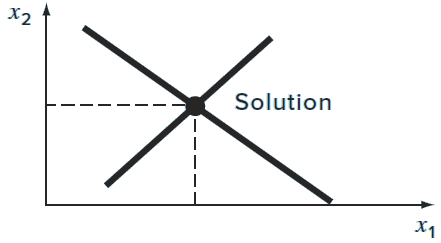 x₂
Solution
x₁